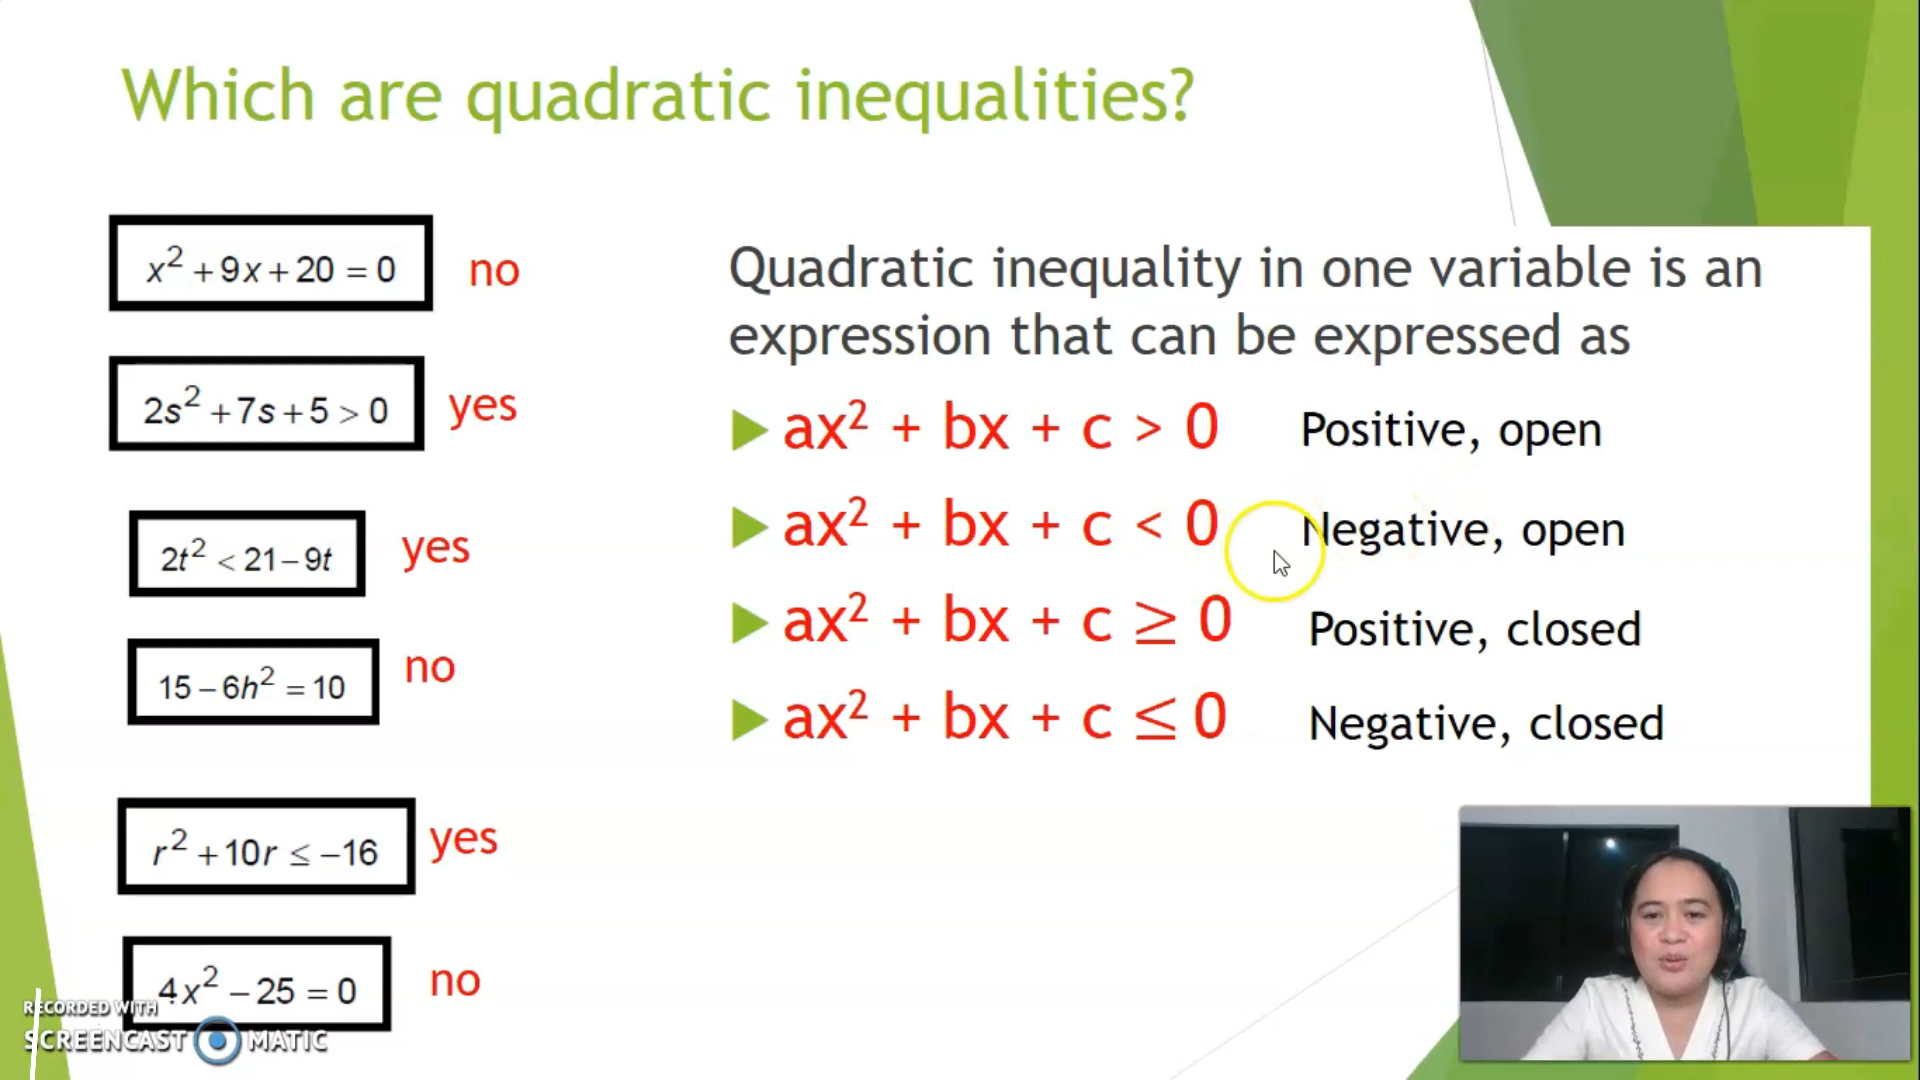 Which are quadratic inequalities?
x² + 9x + 20 = 0 no
2s² + 7s + 5 > 0 yes
2t² < 21 – 9t yes
15 – 6h² = 10 no
r² + 10r ≤ –16 yes
4x² – 25 = 0 no
Quadratic inequality in one variable is an
expression that can be expressed as
ax² + bx + c > 0 Positive, open
ax² + bx + c < 0 Negative, open
ax² + bx + c ≥ 0 Positive, closed
ax² + bx + c ≤ 0 Negative, closed
RECORDED WITH
SCREENCAST MATIC